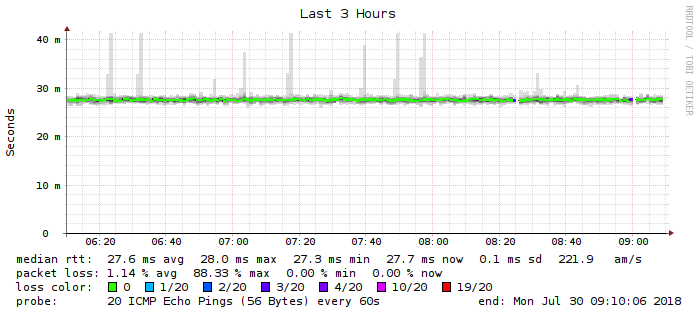 Last 3 Hours
RRDTOOL / TOBI OETIKER
Seconds
40 m
30 m
20 m
10 m
0
06:20 06:40 07:00 07:20 07:40 08:00 08:20 08:40 09:00
median rtt: 27.6 ms avg 28.0 ms max 27.3 ms min 27.7 ms now 0.1 ms sd 221.9 am/s
packet loss: 1.14 % avg 88.33 % max 0.00 % min 0.00 % now
loss color: 0 1/20 2/20 3/20 4/20 10/20 19/20
probe: 20 ICMP Echo Pings (56 Bytes) every 60s end: Mon Jul 30 09:10:06 2018